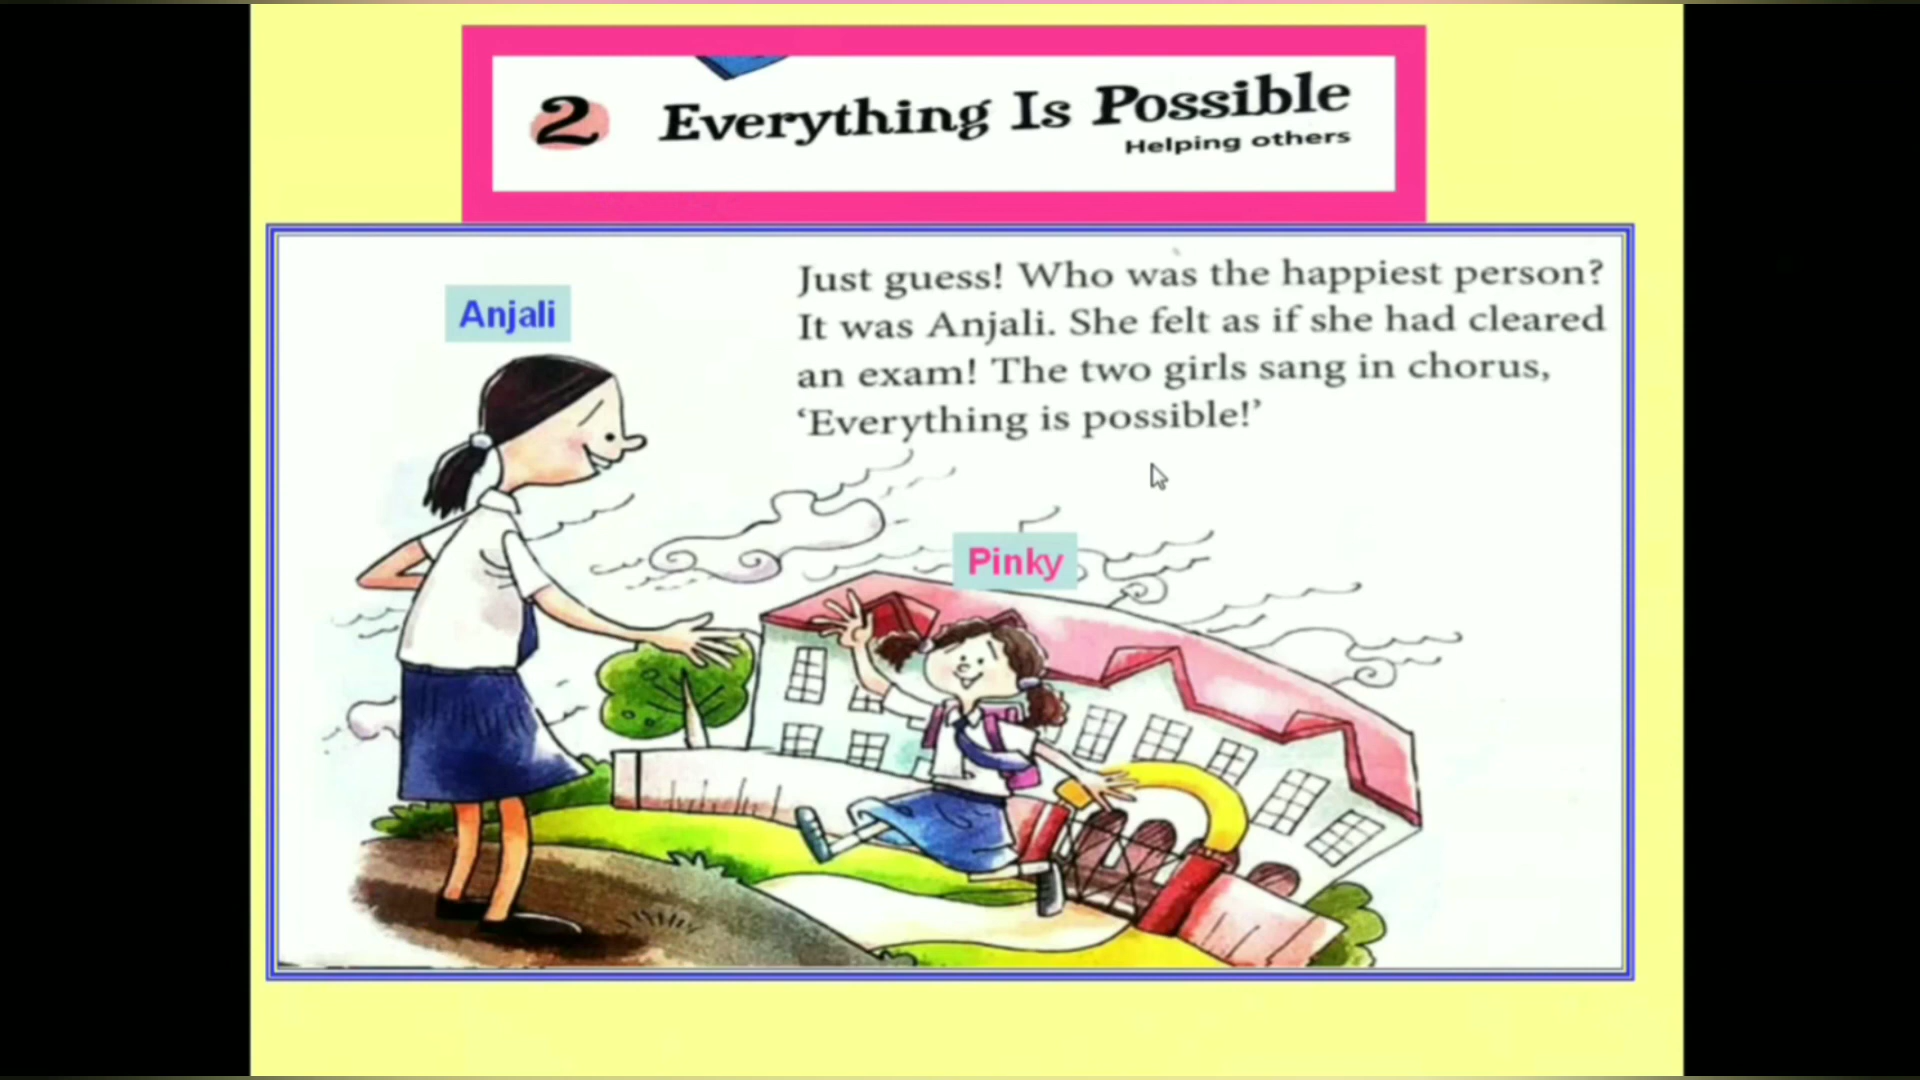 2 Everything Is Possible
Helping others
Anjali
Just guess! Who was the happiest person?
It was Anjali. She felt as if she had cleared
an exam! The two girls sang in chorus,
‘Everything is possible!’
Pinky